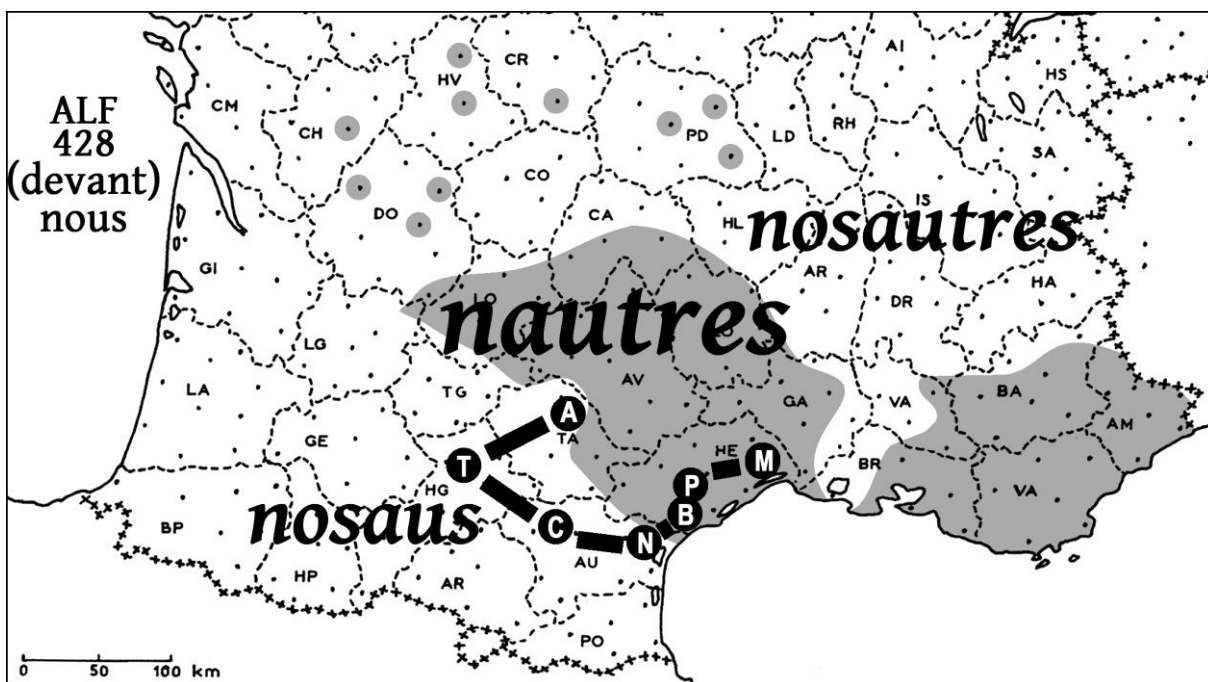 ALF
428
(devant)
nous
CM
CH
HV
CR
PD
LD
RH
AI
HS
SA
DO
CO
CA
HL
IS
nosautres
GI
LO
nautres
AR
DR
HA
LG
LA
TG
AV
GA
VA
BA
AM
GE
A
TA
T
HG
HE
M
P
B
BR
VA
nosaus
C
N
BP
HP
AR
AU
PO
0 50 100 km